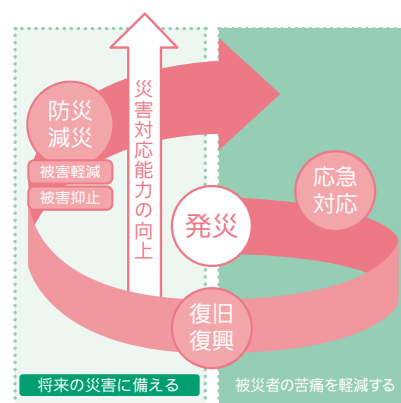 防災
減災
被害軽減
被害抑止
災害対応能力の向上
発災
応急
対応
復旧
復興
将来の災害に備える
被災者の苦痛を軽減する